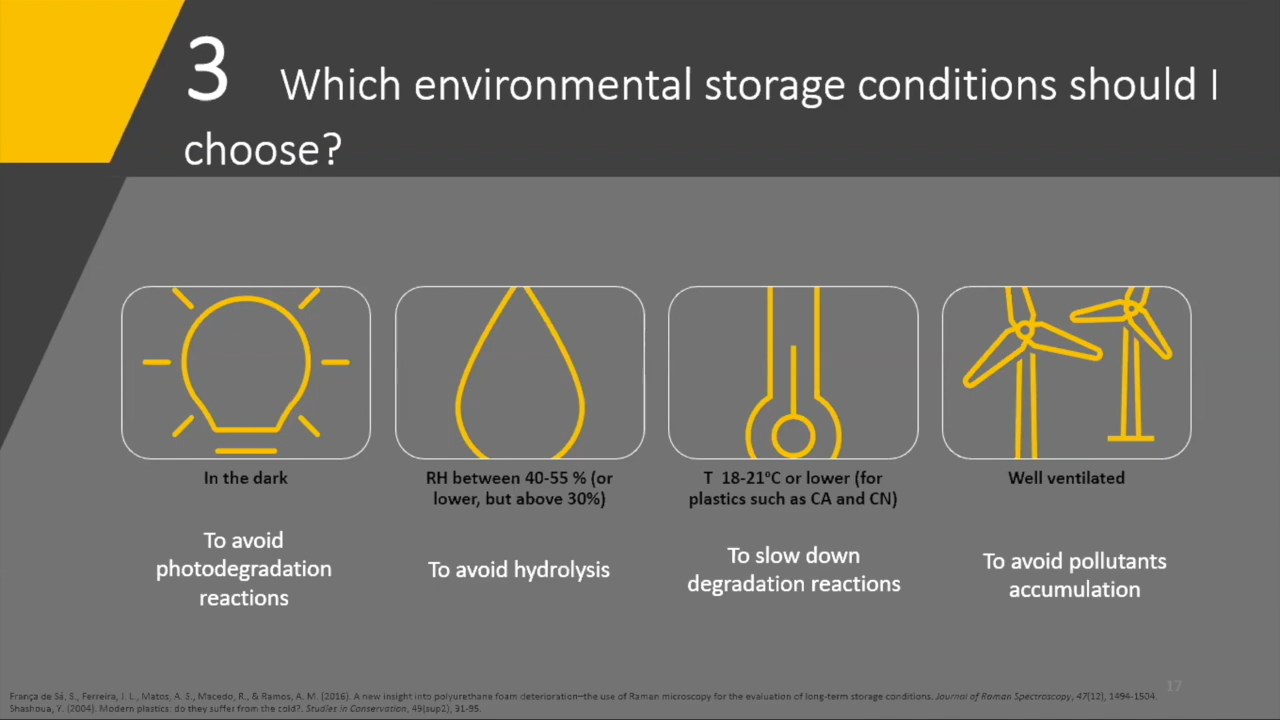 3 Which environmental storage conditions should I
choose?
In the dark
RH between 40-55 % (or
lower, but above 30%)
T 18-21ºC or lower (for
plastics such as CA and CN)
Well ventilated
To avoid
photodegradation
reactions
To avoid hydrolysis
To slow down
degradation reactions
To avoid pollutants
accumulation
17
França de Sá, S., Ferreira, J. L., Matos, A. S., Macedo, R., & Ramos, A. M. (2016). A new insight into polyurethane foam deterioration–the use of Raman microscopy for the evaluation of long-term storage conditions. Journal of Raman Spectroscopy, 47(12), 1494-1504.
Shashoua, Y. (2004). Modern plastics: do they suffer from the cold?. Studies in Conservation, 49(sup2), 91-95.